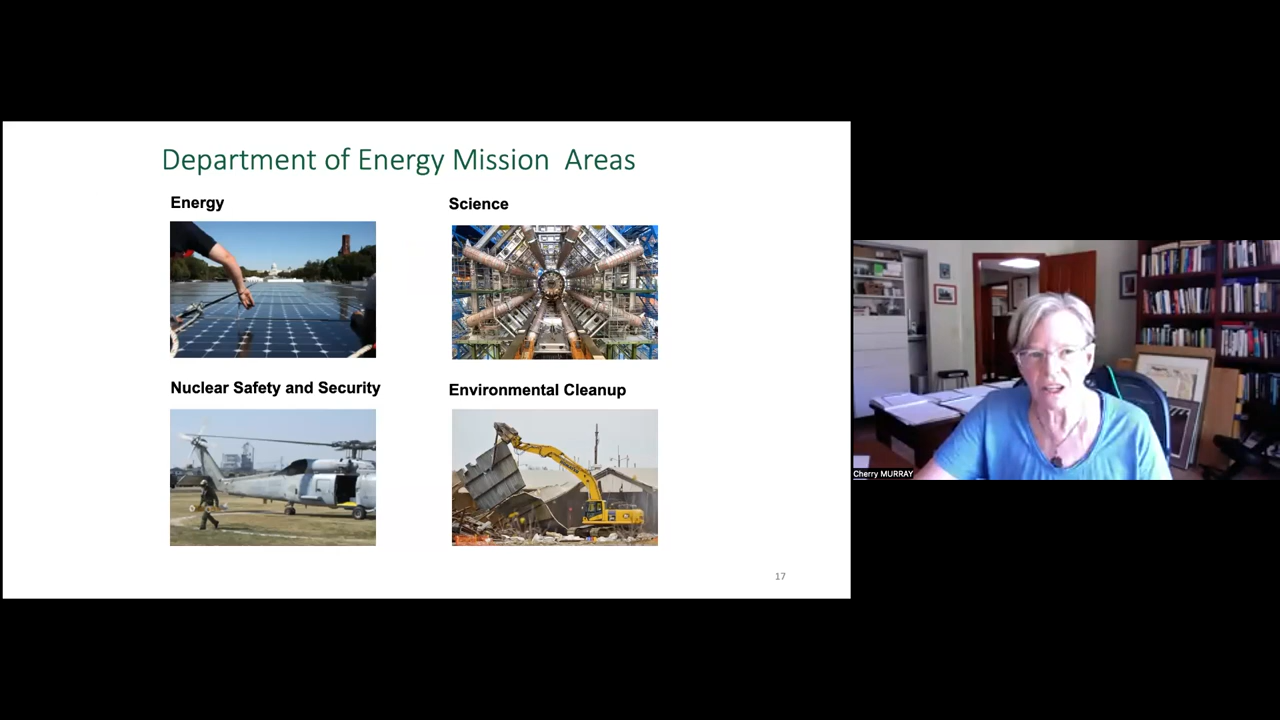 Department of Energy Mission  Areas
Energy
Science
Nuclear Safety and Security
Environmental Cleanup
17
Cherry MURRAY